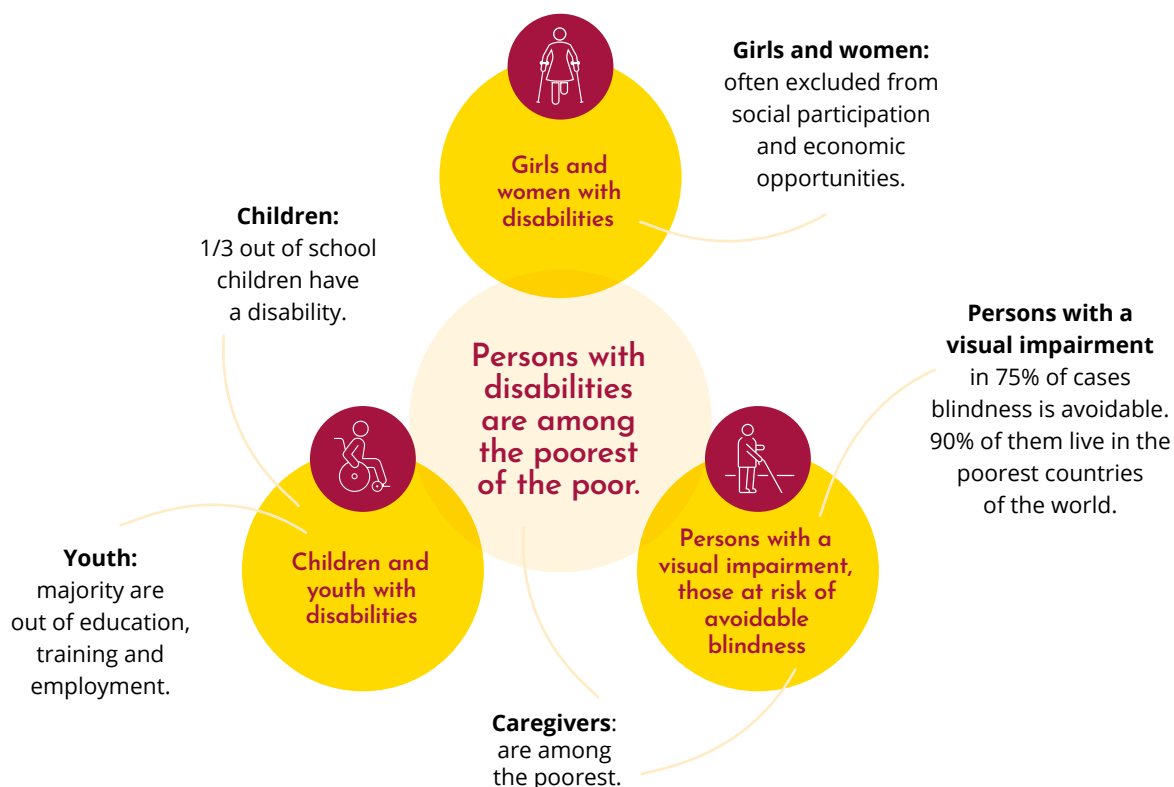 Girls and women:
often excluded from
social participation
and economic
opportunities.
Girls and
women with
disabilities
Children:
1/3 out of school
children have
a disability.
Persons with
disabilities
are among
the poorest
of the poor.
Persons with a
visual impairment
in 75% of cases
blindness is avoidable.
90% of them live in the
poorest countries
of the world.
Children and
youth with
disabilities
Persons with a
visual impairment,
those at risk of
avoidable
blindness
Youth:
majority are
out of education,
training and
employment.
Caregivers:
are among
the poorest.